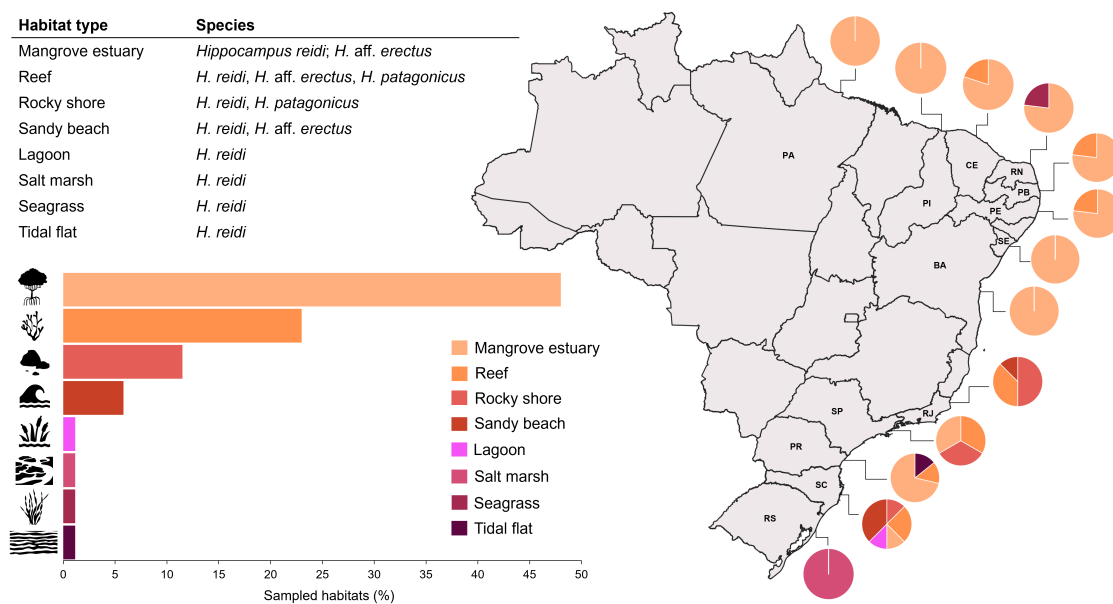 Habitat type Species
Mangrove estuary Hippocampus reidi; H. aff. erectus
Reef H. reidi, H. aff. erectus, H. patagonicus
Rocky shore H. reidi, H. patagonicus
Sandy beach H. reidi, H. aff. erectus
Lagoon H. reidi
Salt marsh H. reidi
Seagrass H. reidi
Tidal flat H. reidi
Mangrove estuary
Reef
Rocky shore
Sandy beach
Lagoon
Salt marsh
Seagrass
Tidal flat
0 5 10 15 20 25 30 35 40 45 50
Sampled habitats (%)
PA
CE
RN
PB
PI
PE
SE
BA
SP
RJ
PR
SC
RS